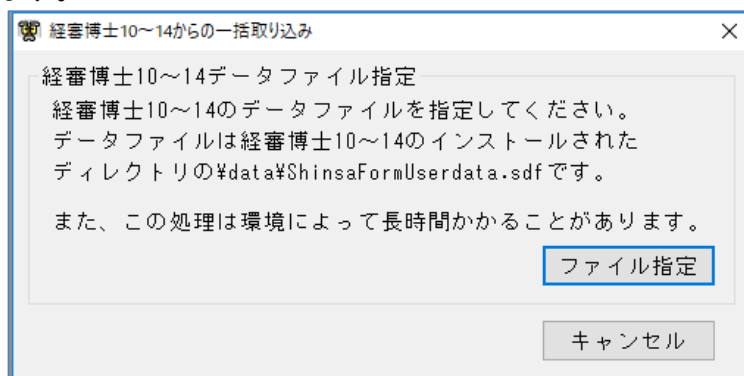 経審博士10～14からの一括取り込み
経審博士10～14データファイル指定
経審博士10～14のデータファイルを指定してください。
データファイルは経審博士10～14のインストールされた
ディレクトリの¥data¥ShinsaFormUserdata.sdfです。
また、この処理は環境によって長時間かかることがあります。
ファイル指定
キャンセル